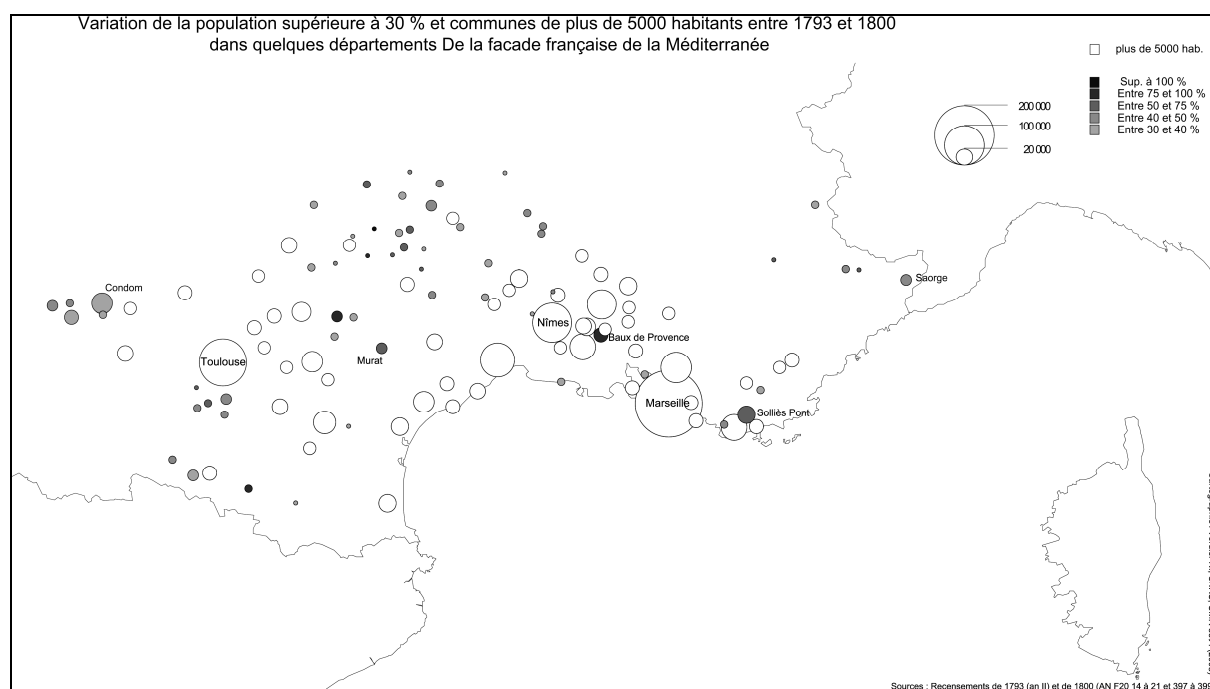 Variation de la population supérieure à 30 % et communes de plus de 5000 habitants entre 1793 et 1800
dans quelques départements De la facade française de la Méditerranée
plus de 5000 hab.
Sup. à 100 %
Entre 75 et 100 %
Entre 50 et 75 %
Entre 40 et 50 %
Entre 30 et 40 %
200 000
100 000
20 000
Saorge
Condom
Nîmes
Baux de Provence
Toulouse
Murat
Marseille
Solliès Pont
Sources : Recensements de 1793 (an II) et de 1800 (AN F20 14 à 21 et 397 à 399